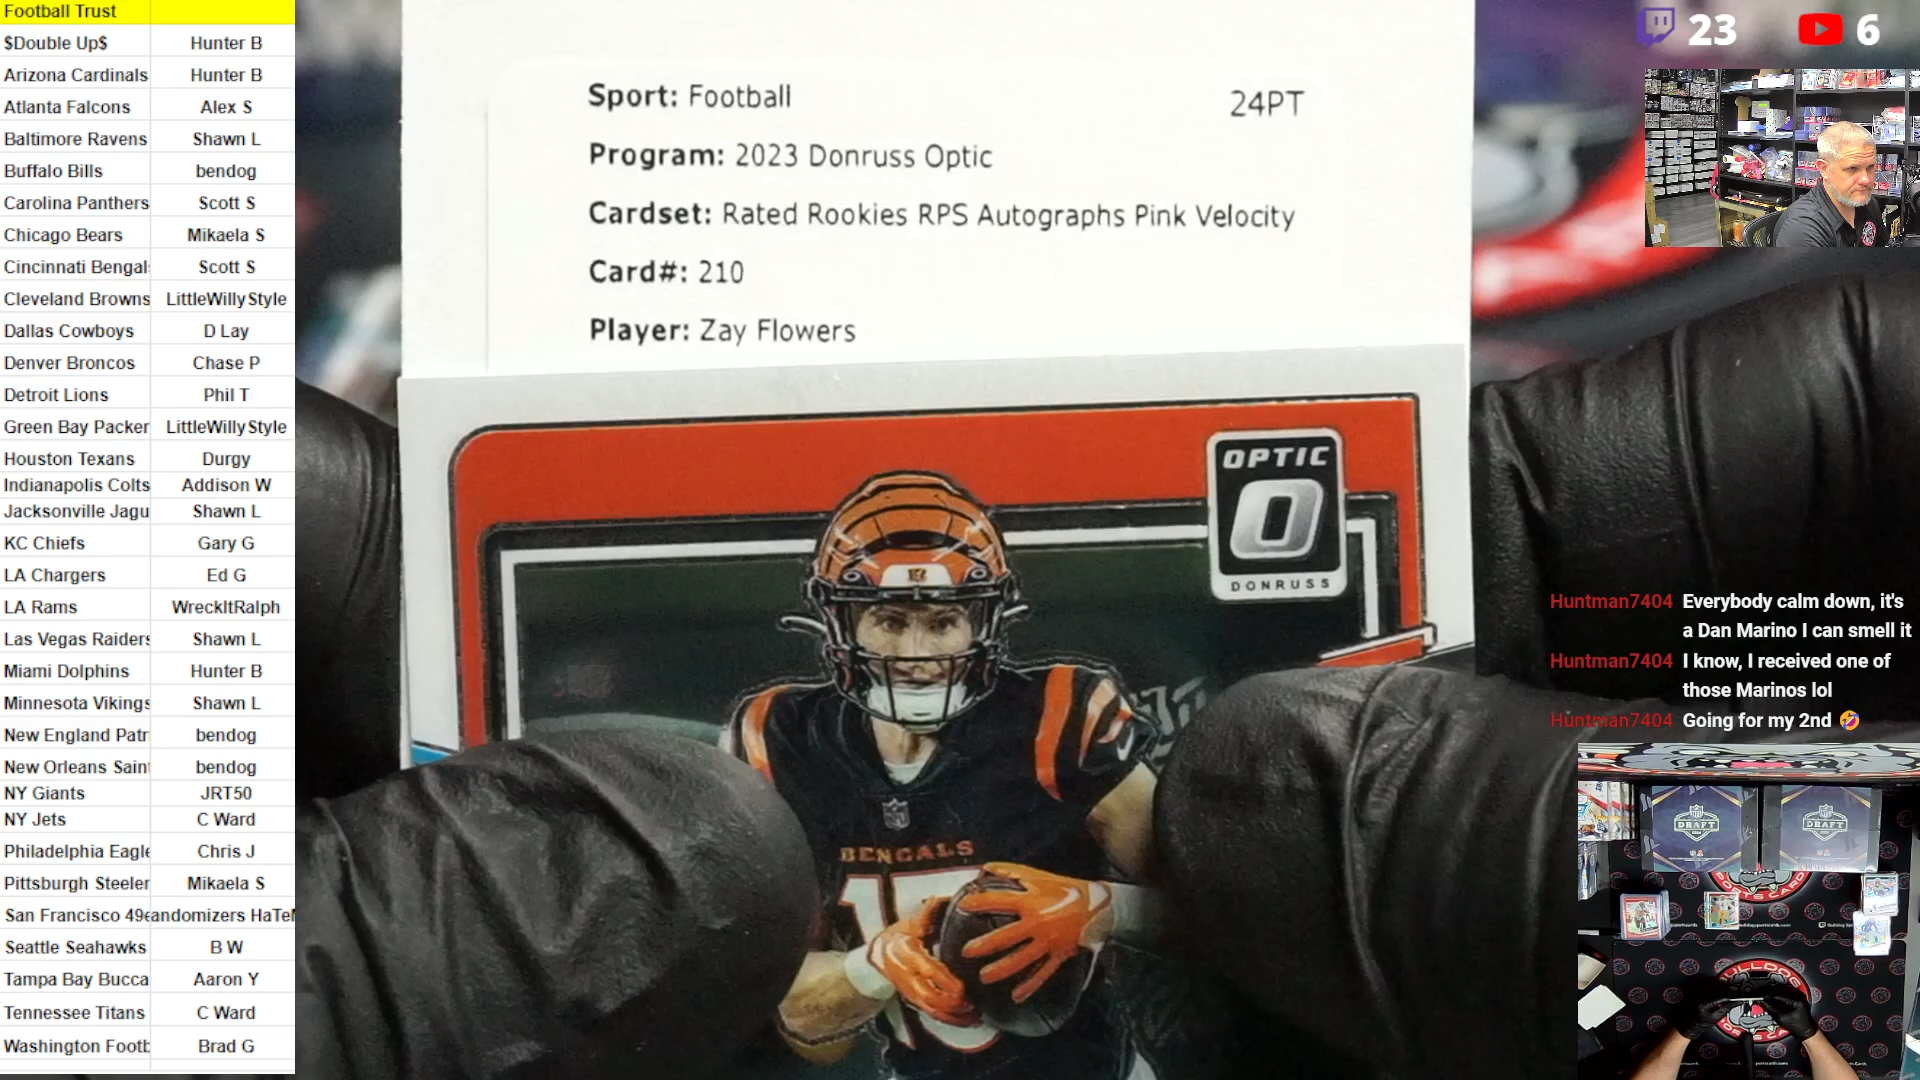 Football Trust
$Double Up$ Hunter B
Arizona Cardinals Hunter B
Atlanta Falcons Alex S
Baltimore Ravens Shawn L
Buffalo Bills bendog
Carolina Panthers Scott S
Chicago Bears Mikaela S
Cincinnati Bengal Scott S
Cleveland Browns LittleWillyStyle
Dallas Cowboys D Lay
Denver Broncos Chase P
Detroit Lions Phil T
Green Bay Packer LittleWillyStyle
Houston Texans Durgy
Indianapolis Colts Addison W
Jacksonville Jagu Shawn L
KC Chiefs Gary G
LA Chargers Ed G
LA Rams WreckItRalph
Las Vegas Raiders Shawn L
Miami Dolphins Hunter B
Minnesota Vikings Shawn L
New England Patr bendog
New Orleans Saint bendog
NY Giants JRT50
NY Jets C Ward
Philadelphia Eagle Chris J
Pittsburgh Steeler Mikaela S
San Francisco 49e andomizers HaTe
Seattle Seahawks B W
Tampa Bay Bucca Aaron Y
Tennessee Titans C Ward
Washington Footb Brad G
Sport: Football
24PT
Program: 2023 Donruss Optic
Cardset: Rated Rookies RPS Autographs Pink Velocity
Card#: 210
Player: Zay Flowers
OPTIC
O
DONRUSS
BENGALS
23
6
Huntman7404 Everybody calm down, it's
a Dan Marino I can smell it
Huntman7404 I know, I received one of
those Marinos lol
Huntman7404 Going for my 2nd 🤣
DRAFT
DRAFT
BULLDOG